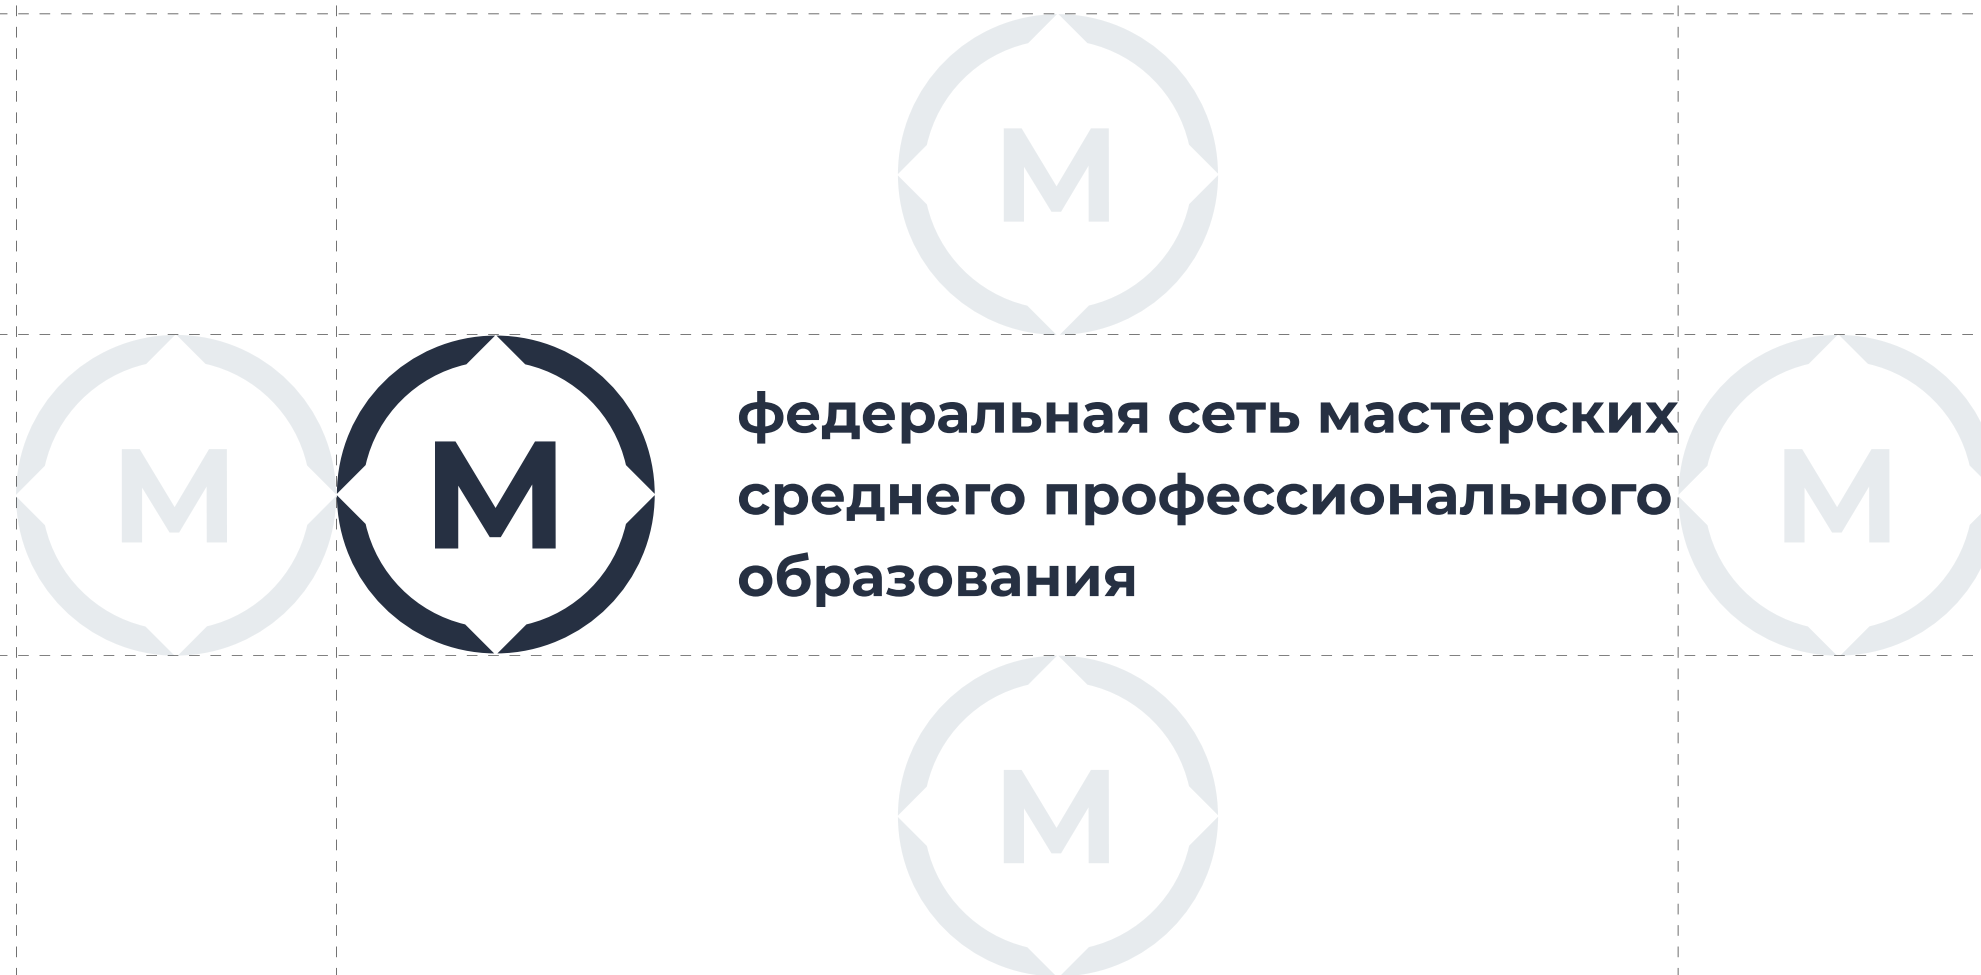 М
М М федеральная сеть мастерских М
среднего профессионального
образования
М